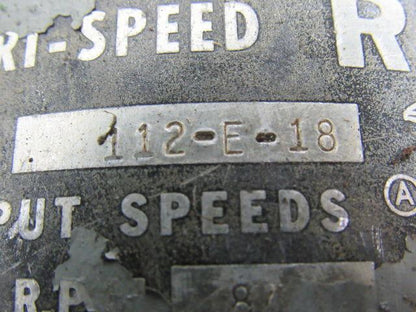 RI-SPEED R
112-E-18
PUT SPEEDS A
R.P